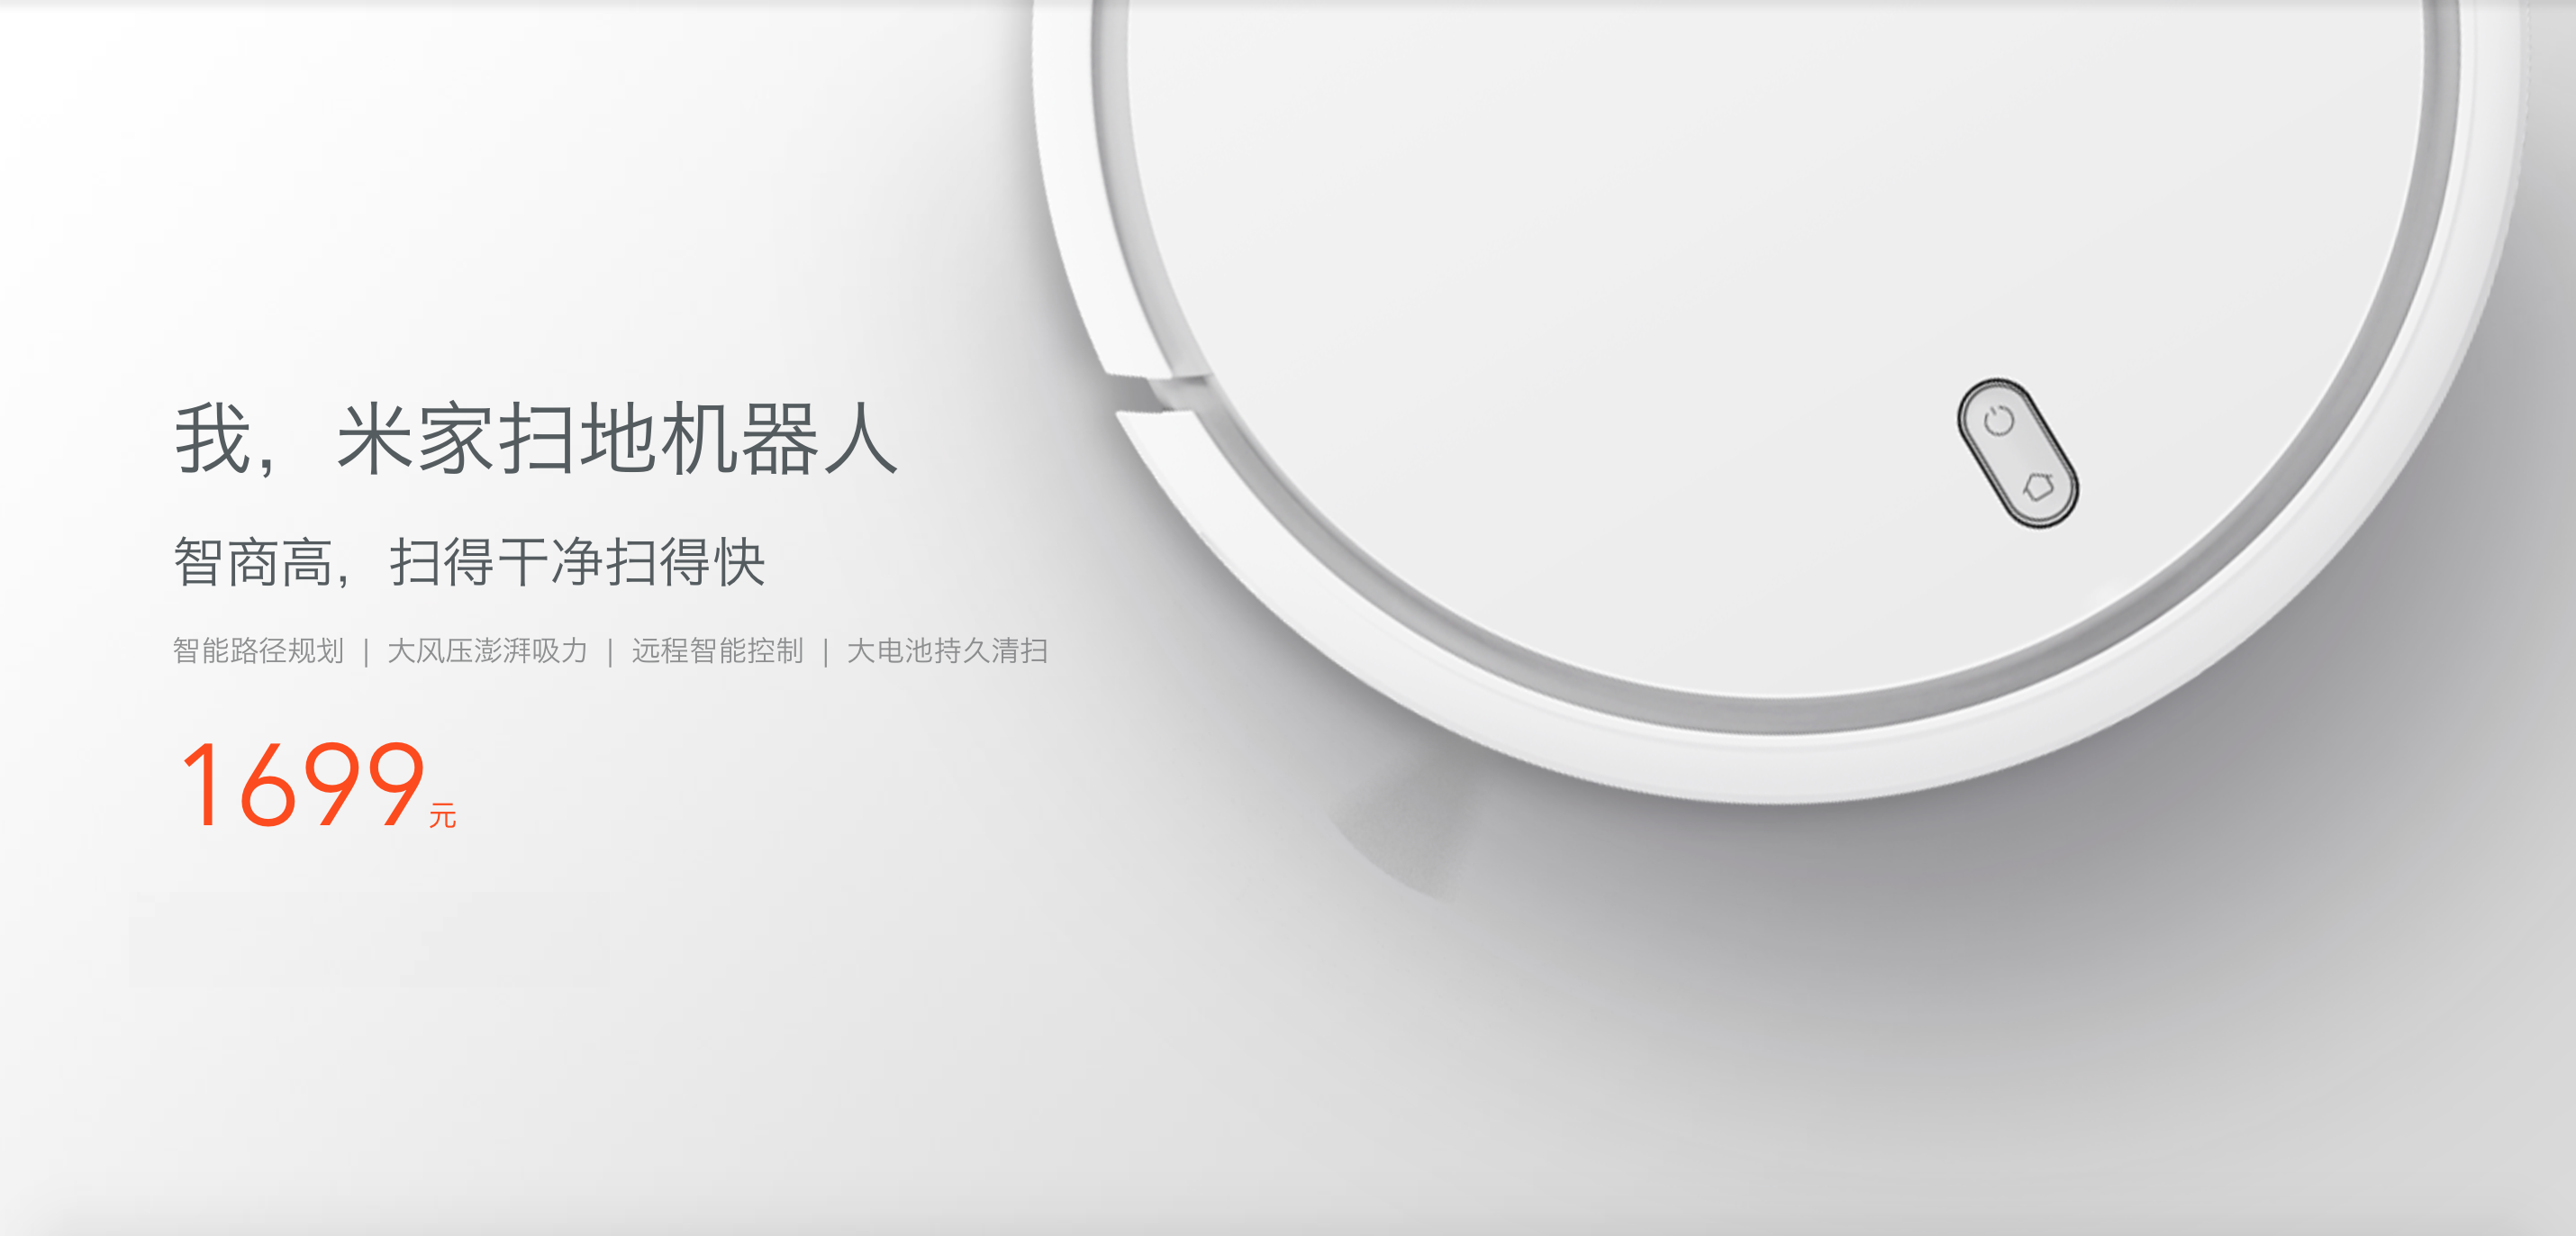 我，米家扫地机器人
智商高，扫得干净扫得快
智能路径规划 | 大风压澎湃吸力 | 远程智能控制 | 大电池持久清扫
1699元